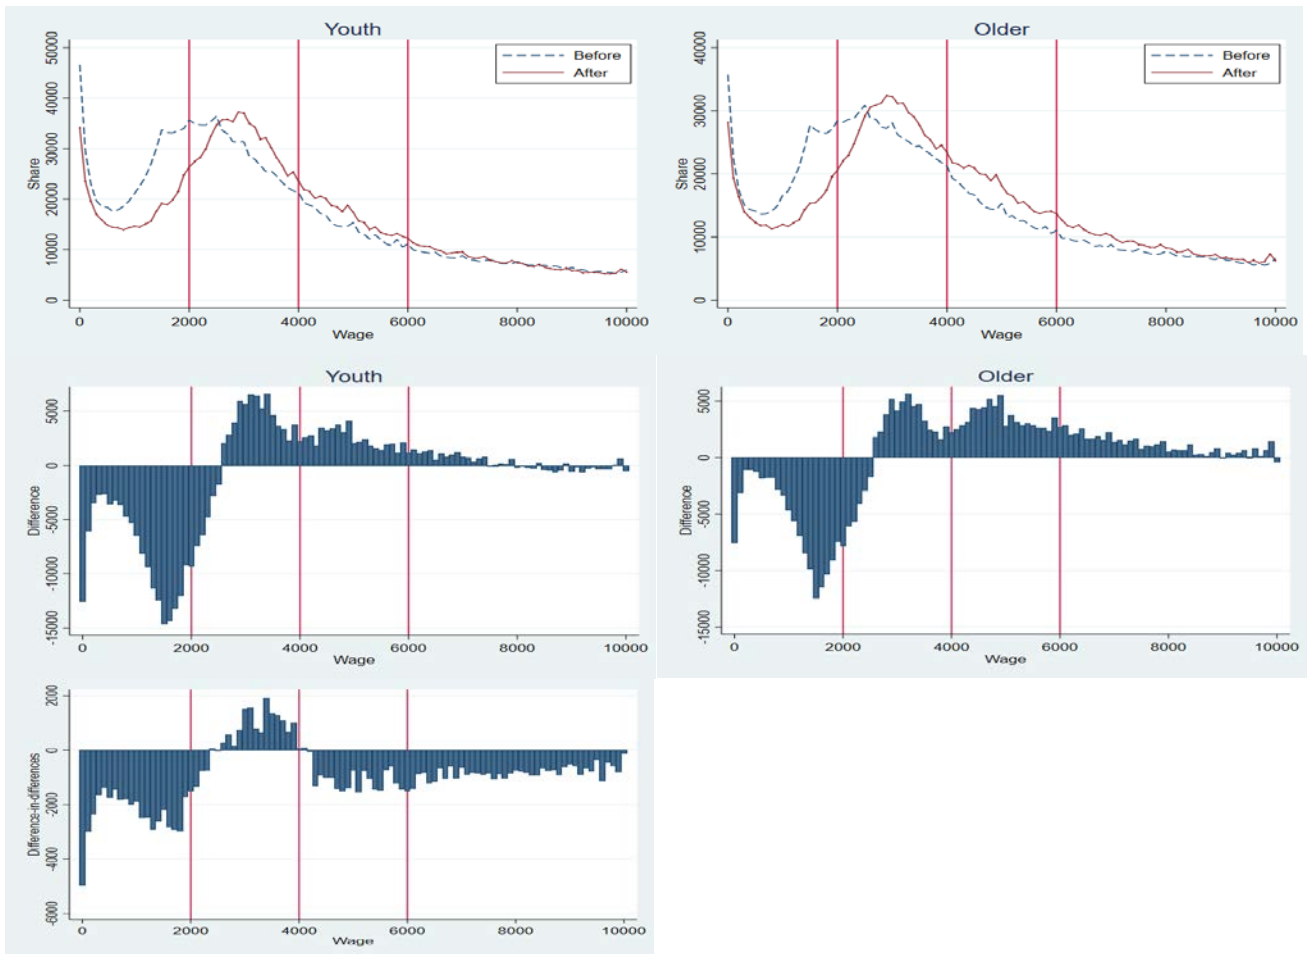 Youth
Share
50000
40000
30000
20000
10000
0
Before
After
0 2000 4000 6000 8000 10000
Wage
Older
Share
40000
30000
20000
10000
0
Before
After
0 2000 4000 6000 8000 10000
Wage
Youth
Difference
5000
0
-5000
-10000
-15000
0 2000 4000 6000 8000 10000
Wage
Older
Difference
5000
0
-5000
-10000
-15000
0 2000 4000 6000 8000 10000
Wage
Difference-in-differences
2000
0
-2000
-4000
-6000
0 2000 4000 6000 8000 10000
Wage